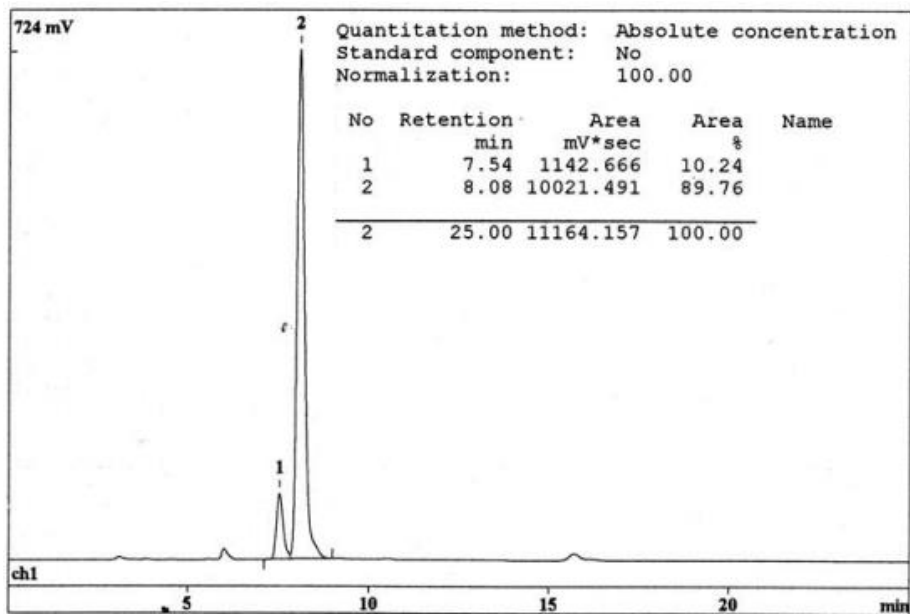 724 mV
2
Quantitation method: Absolute concentration
Standard component: No
Normalization: 100.00
No Retention Area Area Name
min mV*sec %
1 7.54 1142.666 10.24
2 8.08 10021.491 89.76
2 25.00 11164.157 100.00
1
ch1
5 10 15 20 min